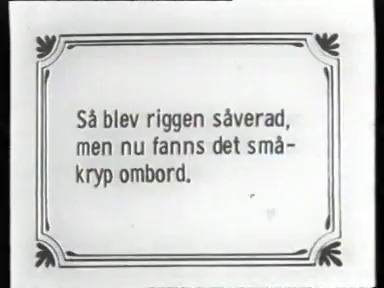 Så blev riggen såverad,
men nu fanns det små-
kryp ombord.